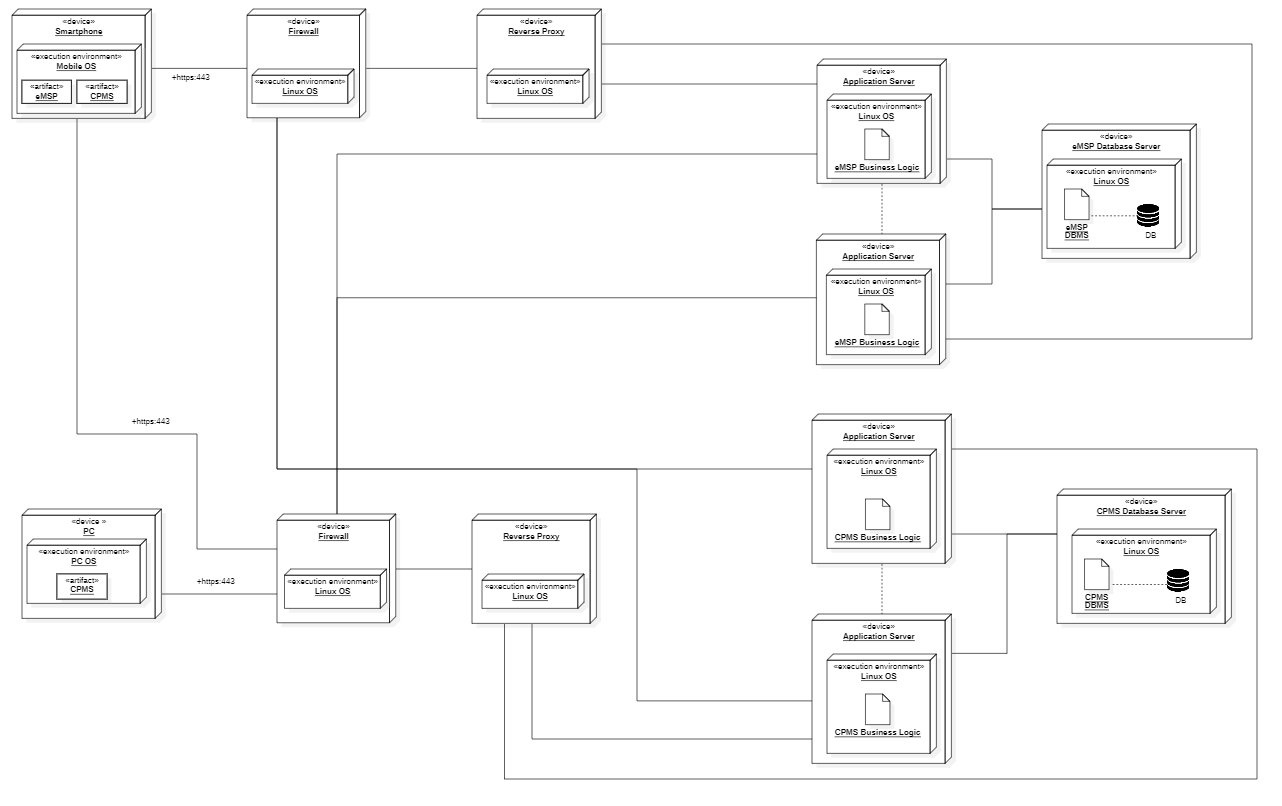 «device»
Smartphone
«execution environment»
Mobile OS
«artifact»
eMSP
«artifact»
CPMS
+https:443
«device»
Firewall
«execution environment»
Linux OS
«device»
Reverse Proxy
«execution environment»
Linux OS
«device»
Application Server
«execution environment»
Linux OS
eMSP Business Logic
«device»
eMSP Database Server
«execution environment»
Linux OS
eMSP
DBMS
DB
«device»
Application Server
«execution environment»
Linux OS
eMSP Business Logic
+https:443
«device»
Application Server
«execution environment»
Linux OS
CPMS Business Logic
«device»
CPMS Database Server
«execution environment»
Linux OS
CPMS
DBMS
DB
«device »
PC
«execution environment»
PC OS
«artifact»
CPMS
+https:443
«device»
Firewall
«execution environment»
Linux OS
«device»
Reverse Proxy
«execution environment»
Linux OS
«device»
Application Server
«execution environment»
Linux OS
CPMS Business Logic